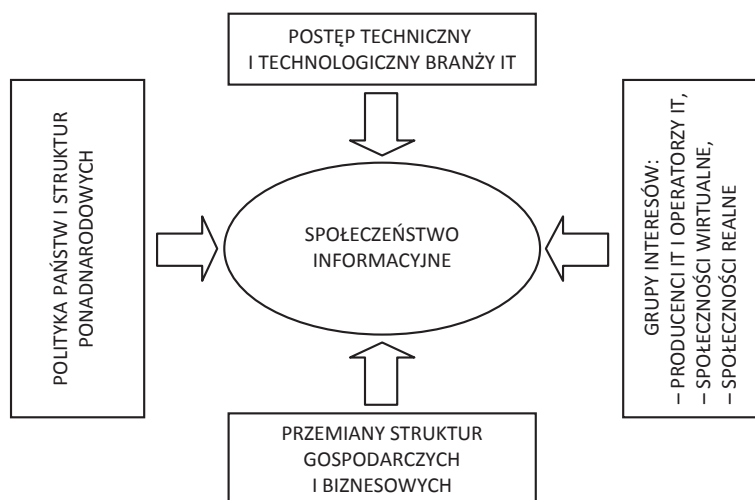 POSTĘP TECHNICZNY
I TECHNOLOGICZNY BRANŻY IT
POLITYKA PAŃSTW I STRUKTUR
PONADNARODOWYCH
SPOŁECZEŃSTWO
INFORMACYJNE
GRUPY INTERESÓW:
– PRODUCENCI IT I OPERATORZY IT,
– SPOŁECZNOŚCI WIRTUALNE,
– SPOŁECZNOŚCI REALNE
PRZEMIANY STRUKTUR
GOSPODARCZYCH
I BIZNESOWYCH